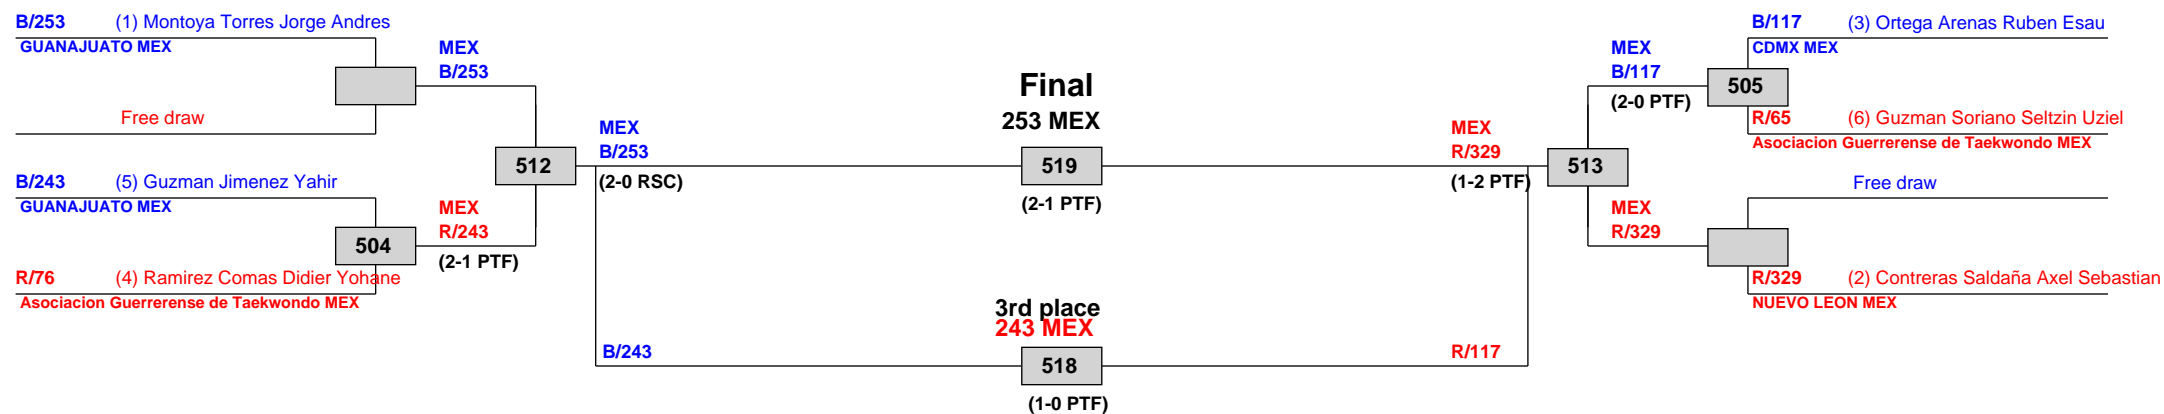 B/253 (1) Montoya Torres Jorge Andres
GUANAJUATO MEX
MEX
B/253
Free draw
B/243 (5) Guzman Jimenez Yahir
GUANAJUATO MEX
504
MEX
R/243
(2-1 PTF)
R/76 (4) Ramirez Comas Didier Yohane
Asociacion Guerrerense de Taekwondo MEX
512
MEX
B/253
(2-0 RSC)
Final
253 MEX
519
(2-1 PTF)
3rd place
243 MEX
B/243
518
R/117
(1-0 PTF)
MEX
R/329
(1-2 PTF)
513
MEX
B/117
(2-0 PTF)
505
B/117 (3) Ortega Arenas Ruben Esau
CDMX MEX
R/65 (6) Guzman Soriano Seltzin Uziel
Asociacion Guerrerense de Taekwondo MEX
Free draw
MEX
R/329
R/329 (2) Contreras Saldaña Axel Sebastian
NUEVO LEON MEX